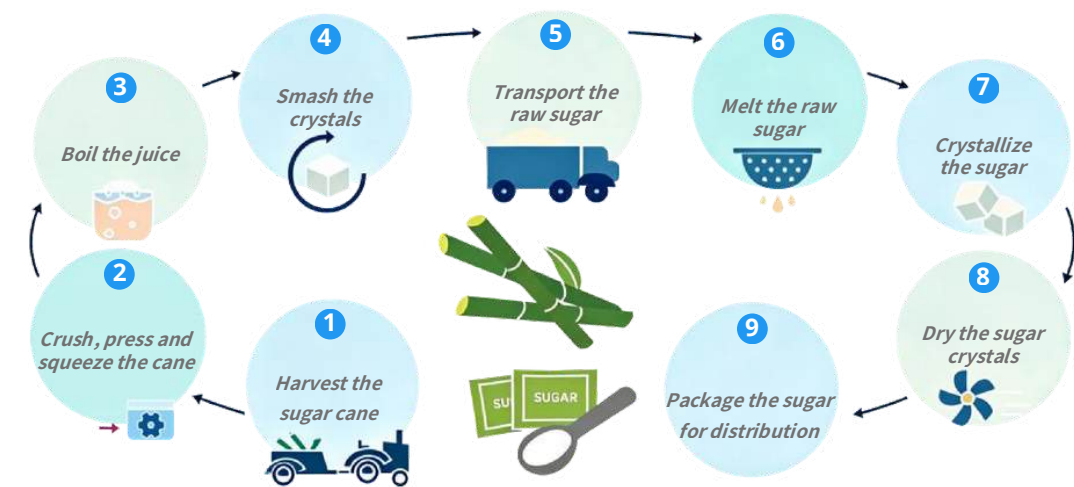 1
Harvest the
sugar cane
2
Crush, press and
squeeze the cane
3
Boil the juice
4
Smash the
crystals
5
Transport the
raw sugar
6
Melt the raw
sugar
7
Crystallize
the sugar
8
Dry the sugar
crystals
9
Package the sugar
for distribution
SU
SUGAR